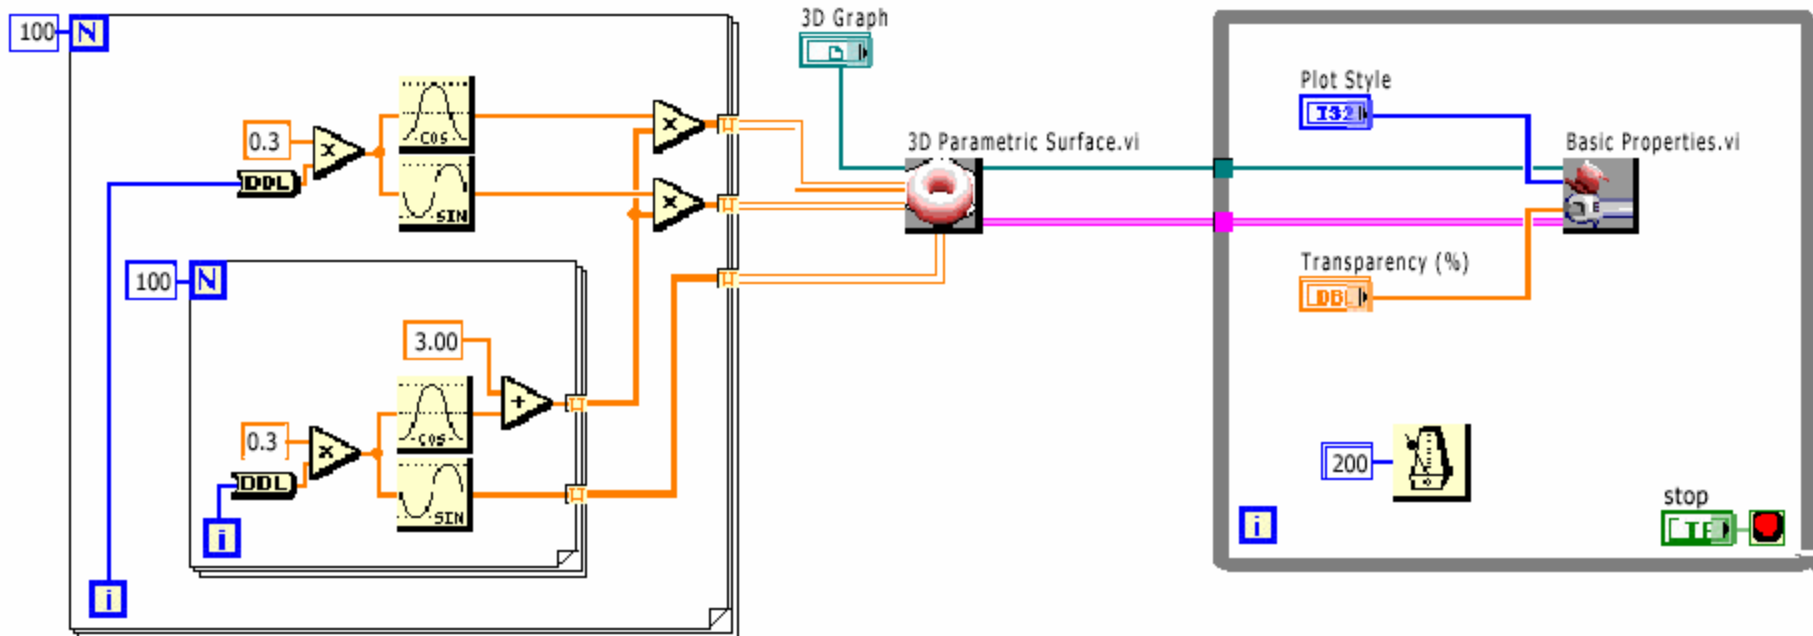 100
N
3D Graph
Plot Style
I32
COS
0.3
x
x
3D Parametric Surface.vi
Basic Properties.vi
DDL
SIN
x
Transparency (%)
100
N
3.00
+
COS
0.3
x
200
DDL
SIN
stop
i
i
i